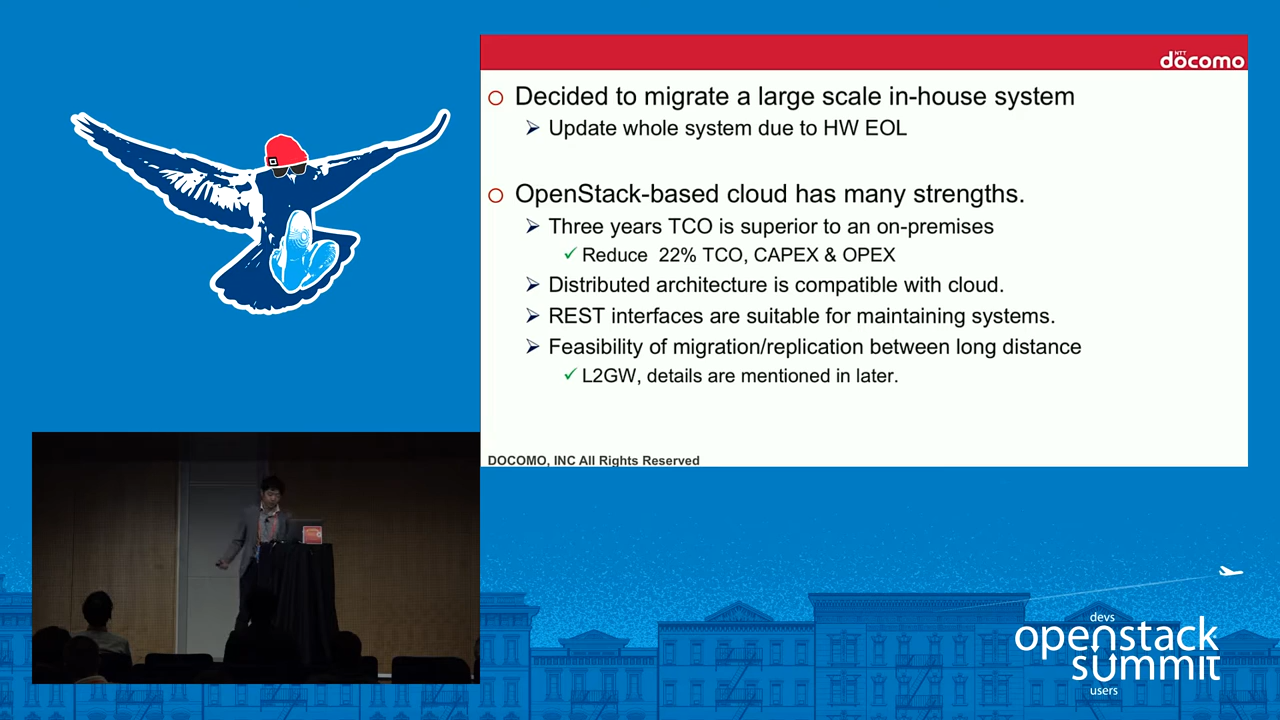 NTT
döcomo
Decided to migrate a large scale in-house system
Update whole system due to HW EOL
OpenStack-based cloud has many strengths.
Three years TCO is superior to an on-premises
Reduce 22% TCO, CAPEX & OPEX
Distributed architecture is compatible with cloud.
REST interfaces are suitable for maintaining systems.
Feasibility of migration/replication between long distance
L2GW, details are mentioned in later.
DOCOMO, INC All Rights Reserved
devs
openstack
summit
users